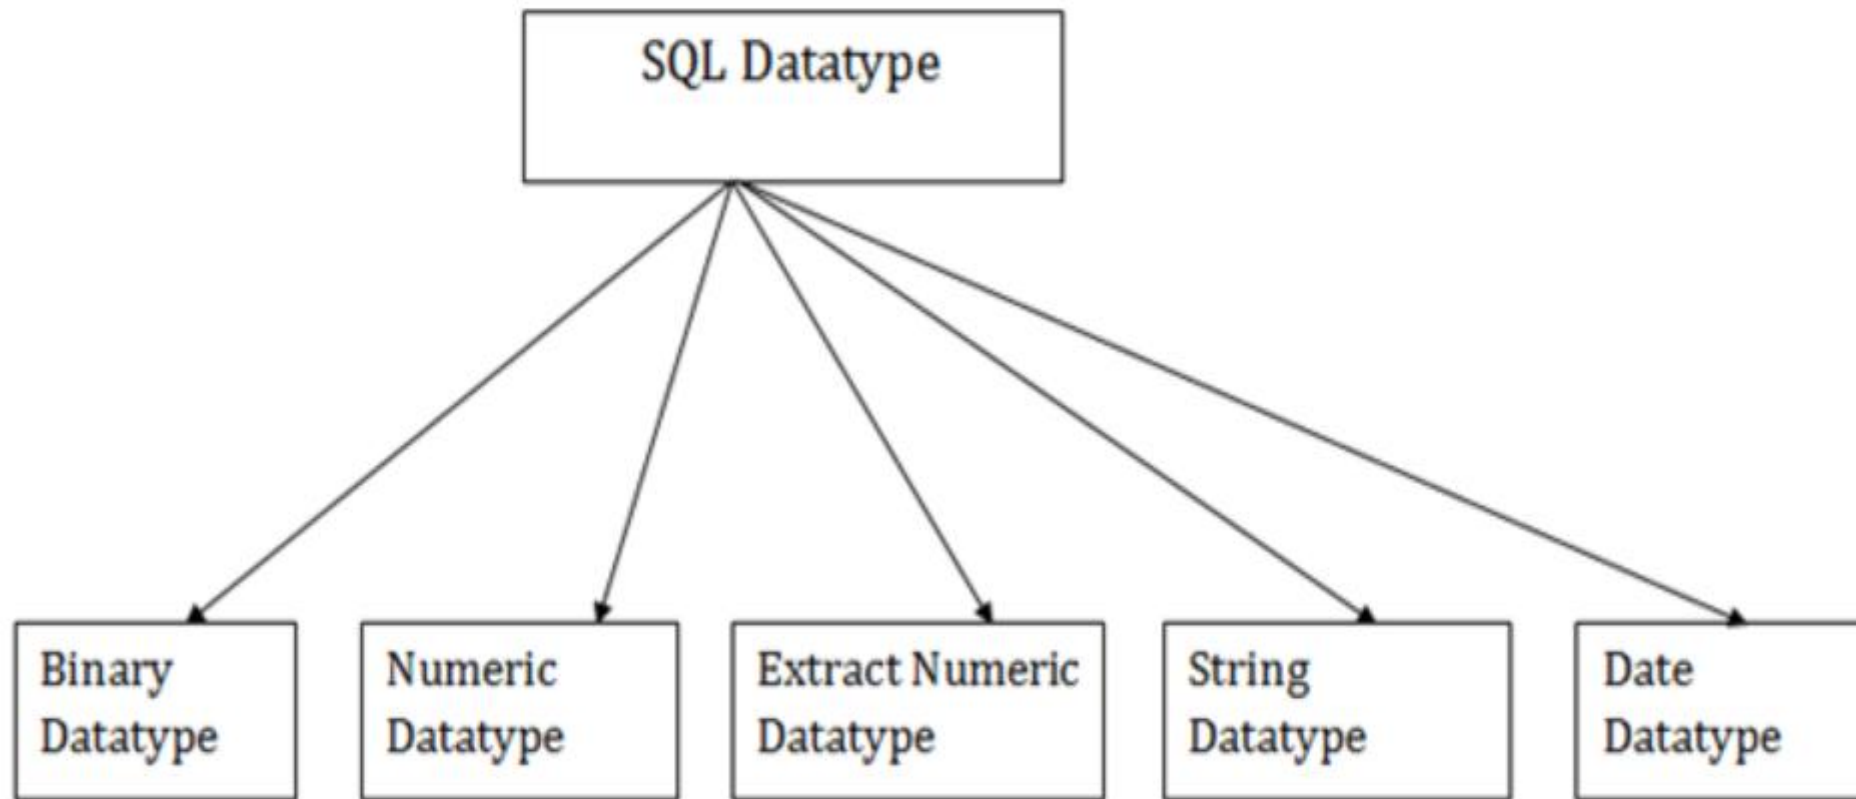 SQL Datatype
Binary
Datatype
Numeric
Datatype
Extract Numeric
Datatype
String
Datatype
Date
Datatype